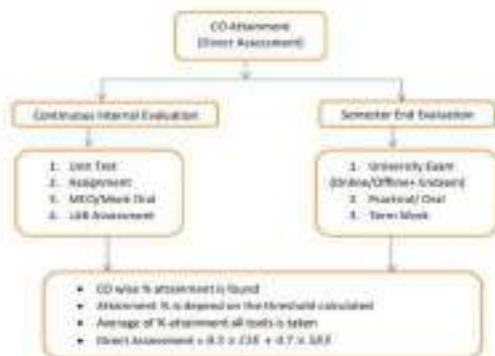 CO Attainment
(Direct Assessment)
Continuous Internal Evaluation
Semester End Evaluation
1. Unit Test
2. Assignment
3. MCQ/Mock Oral
4. LAB Assessment
1. University Exam
(Online/Offline+ Endsem)
2. Practical/ Oral
3. Term Work
• CO wise % attainment is found
• Attainment % is depend on the threshold calculated
• Average of % attainment all tools is taken
• Direct Assessment = 0.3 × CIE + 0.7 × SEE